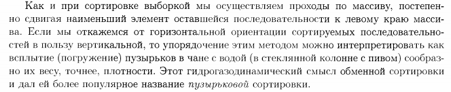 Как и при сортировке выборкой мы осуществляем проходы по массиву, постепен-
но сдвигая наименьший элемент оставшейся последовательности к левому краю масси-
ва. Если мы откажемся от горизонтальной ориентации сортируемых последовательно-
стей в пользу вертикальной, то упорядочение этим методом можно интерпретировать как
всплытие (погружение) пузырьков в чане с водой (в стеклянной колонне с пивом) сообраз-
но их весу, точнее, плотности. Этот гидрогазодинамический смысл обменной сортировки
и дал ей более популярное название пузырьковой сортировки.